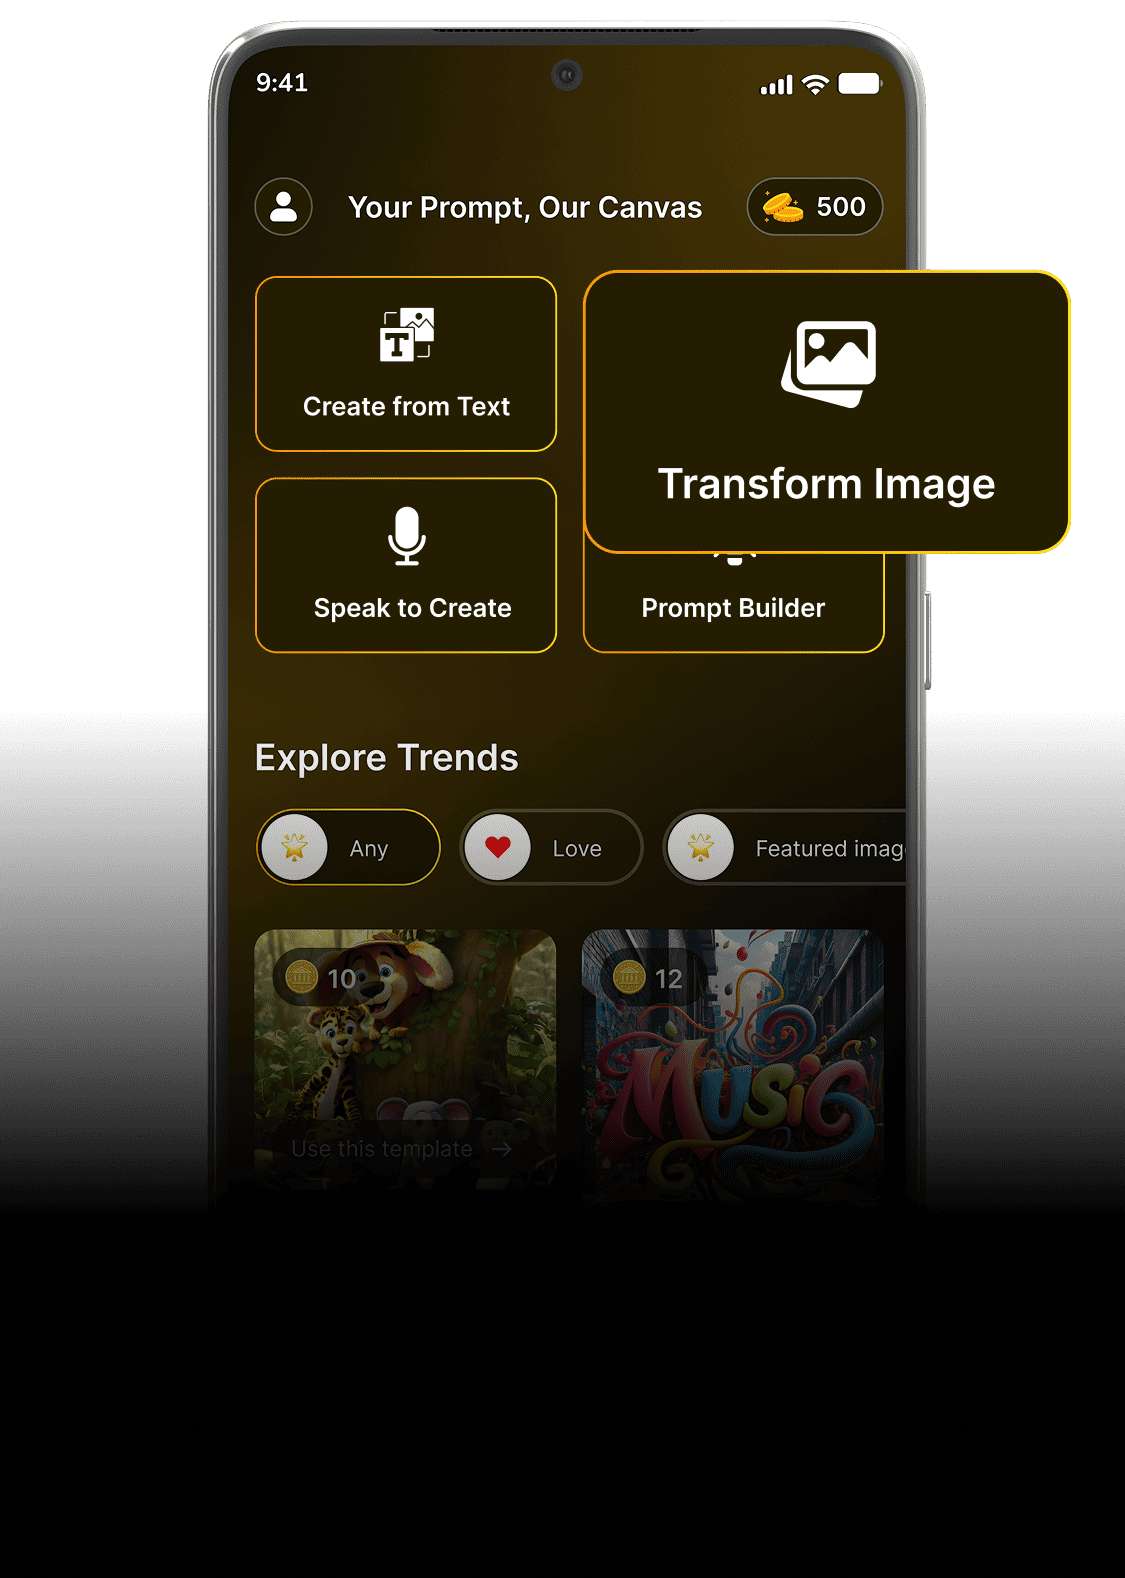 9:41
Your Prompt, Our Canvas
500
T
Create from Text
Transform Image
Speak to Create
Prompt Builder
Explore Trends
Any
Love
Featured imag
10
12
MUSiC
Use this template →